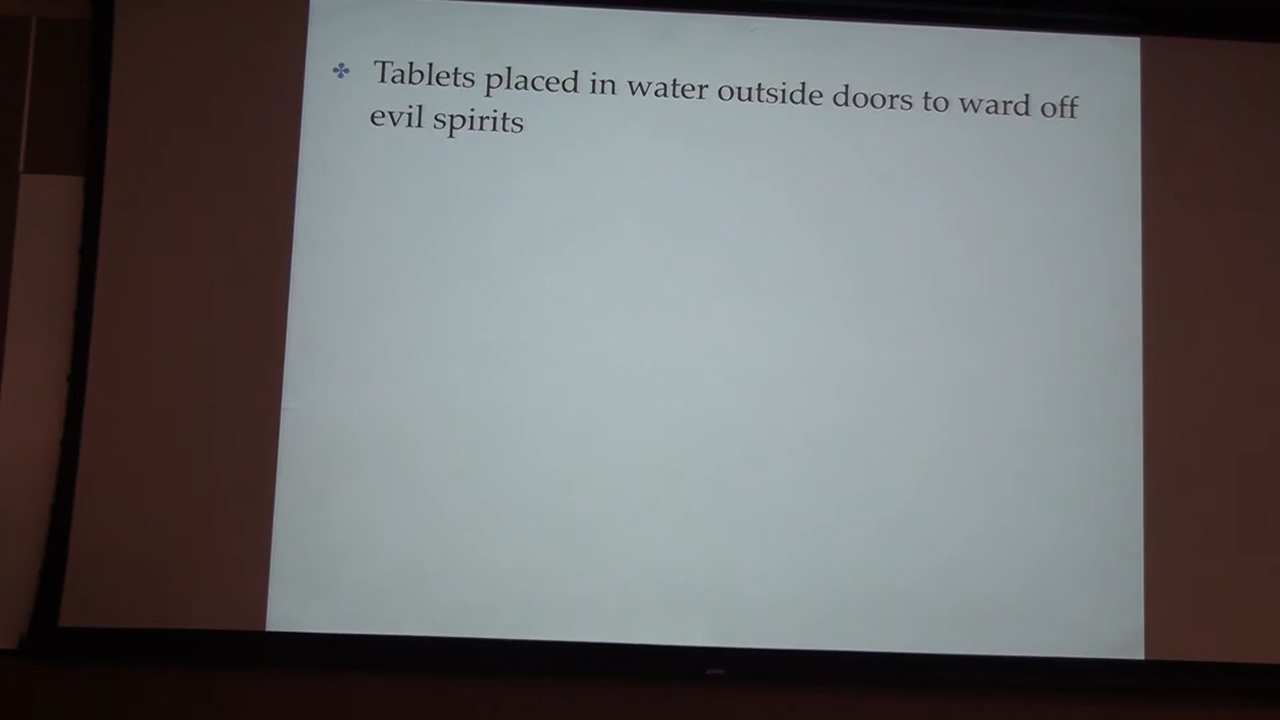 Tablets placed in water outside doors to ward off
evil spirits